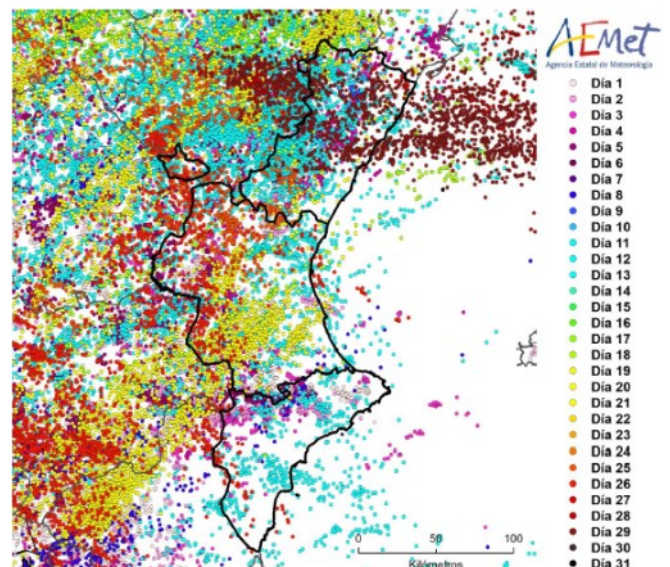 AEMet
Agencia Estatal de Meteorología
Día 1
Día 2
Día 3
Día 4
Día 5
Día 6
Día 7
Día 8
Día 9
Día 10
Día 11
Día 12
Día 13
Día 14
Día 15
Día 16
Día 17
Día 18
Día 19
Día 20
Día 21
Día 22
Día 23
Día 24
Día 25
Día 26
Día 27
Día 28
Día 29
Día 30
Día 31
0 50 100
Kilómetros